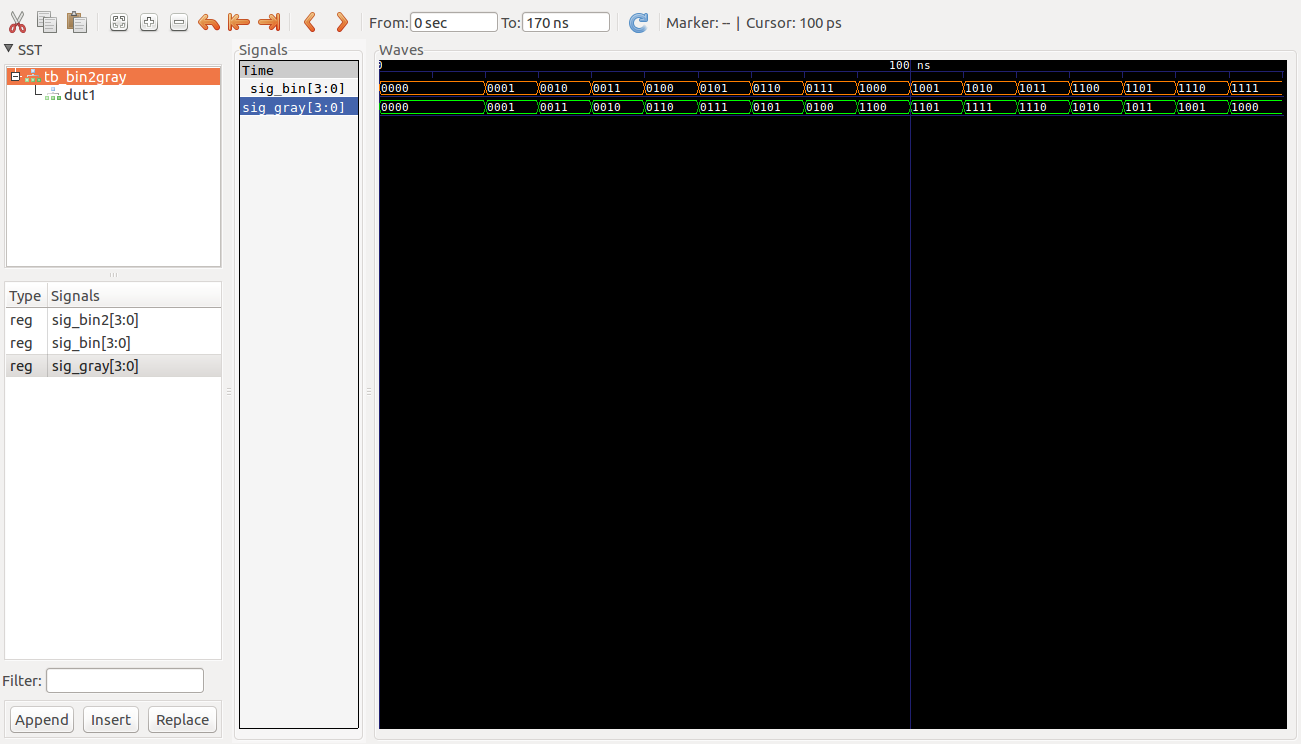 From: 0 sec To: 170 ns Marker: -- | Cursor: 100 ps
SST
tb_bin2gray
dut1
Type Signals
reg sig_bin2[3:0]
reg sig_bin[3:0]
reg sig_gray[3:0]
Filter:
Append Insert Replace
Signals
Time
sig_bin[3:0]
sig_gray[3:0]
Waves
0 100 ns
0000 0001 0010 0011 0100 0101 0110 0111 1000 1001 1010 1011 1100 1101 1110 1111
0000 0001 0011 0010 0110 0111 0101 0100 1100 1101 1111 1110 1010 1011 1001 1000